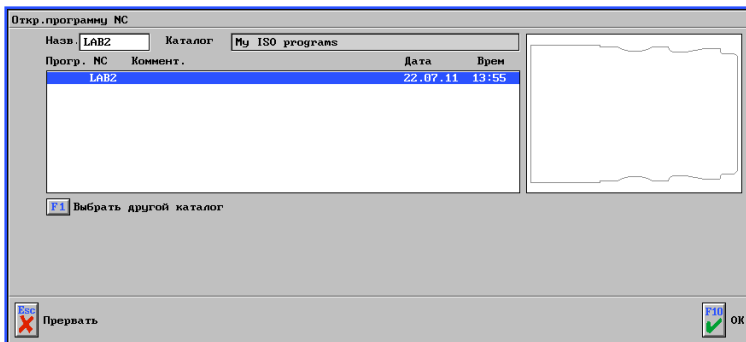 Откр.программу NC
Назв. LAB2 Каталог My ISO programs
Прогр. NC Коммент. Дата Врем
LAB2 22.07.11 13:55
F1 Выбрать другой каталог
Esc Прервать F10 OK